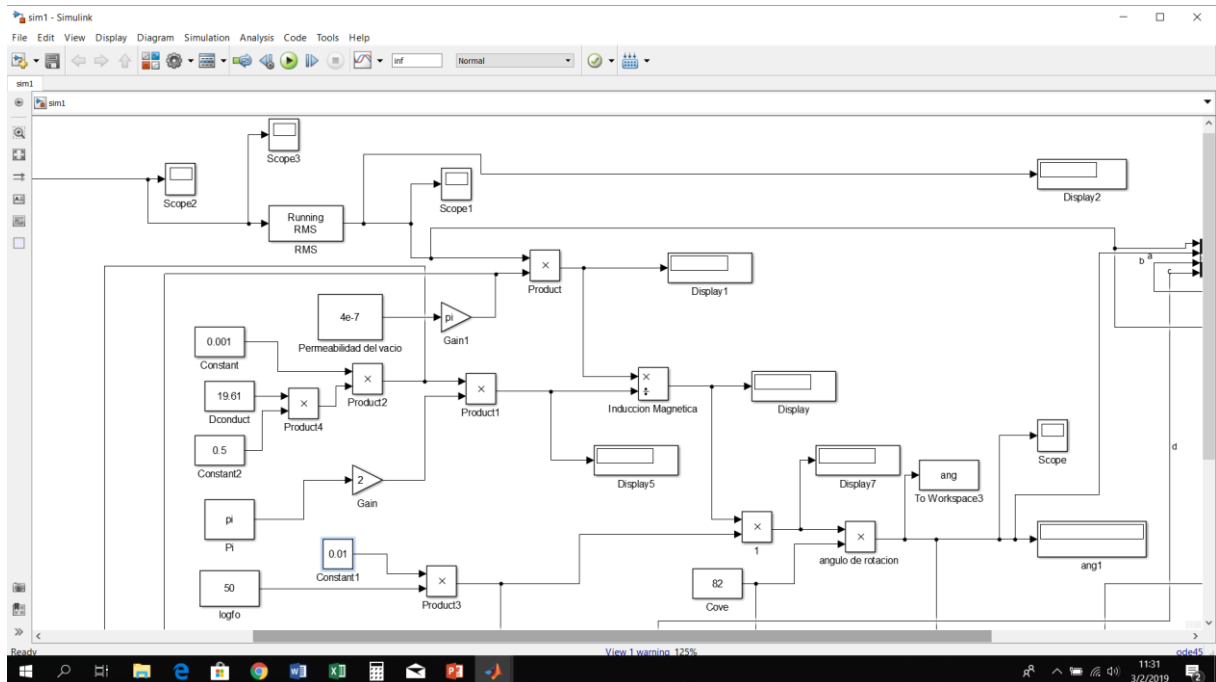 sim1 - Simulink
File Edit View Display Diagram Simulation Analysis Code Tools Help
inf
Normal
sim1
sim1
Scope3
Scope2
Scope1
Display2
Running
RMS
RMS
a
b
c
×
Product
Display1
4e-7
Permeabilidad del vacio
pi
Gain1
0.001
Constant
×
Product2
19.61
Dconduct
×
Product4
×
Product1
×
÷
Induccion Magnetica
Display
0.5
Constant2
2
Gain
Display5
Display7
ang
To Workspace3
Scope
d
pi
Pi
×
1
×
angulo de rotacion
ang1
0.01
Constant1
50
logfo
×
Product3
82
Cove
Ready
View 1 warning 125%
ode45
11:31
3/2/2019
2